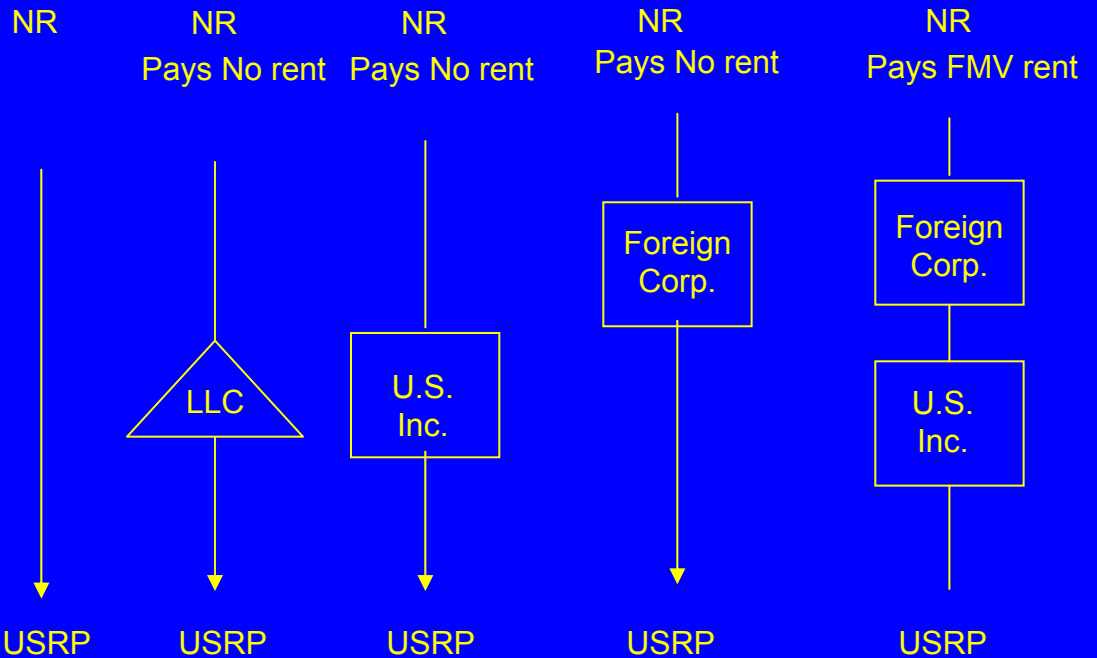 NR
NR
Pays No rent
NR
Pays No rent
NR
Pays No rent
NR
Pays FMV rent
LLC
U.S.
Inc.
Foreign
Corp.
Foreign
Corp.
U.S.
Inc.
USRP
USRP
USRP
USRP
USRP